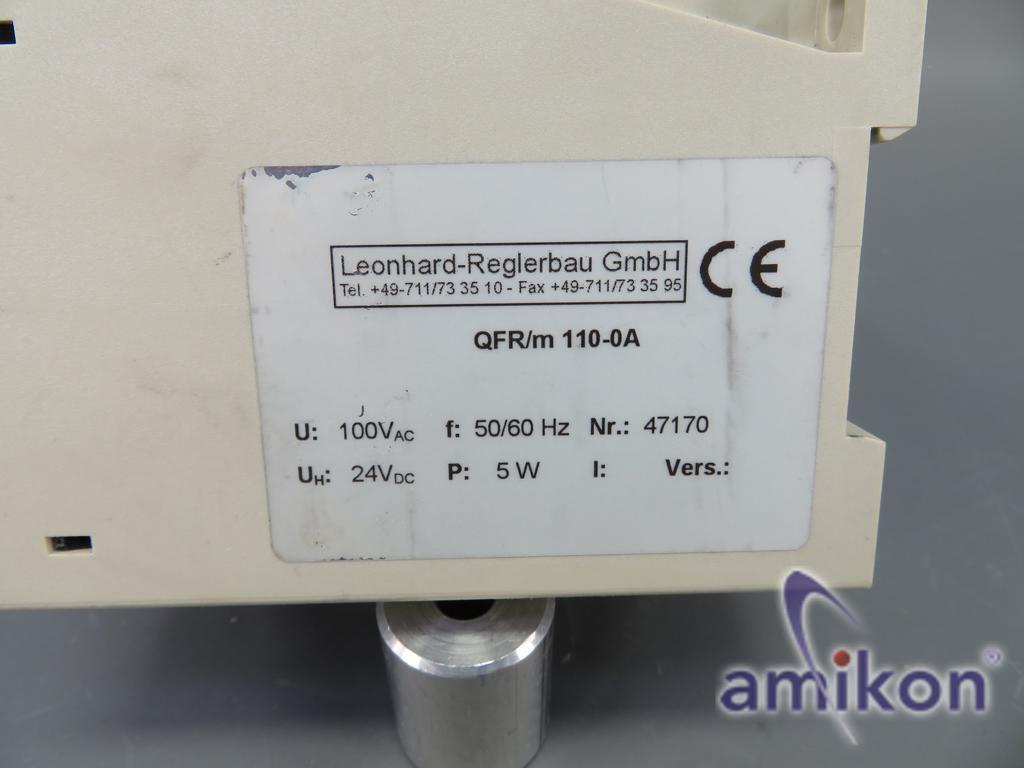 Leonhard-Reglerbau GmbH
Tel. +49-711/73 35 10 - Fax +49-711/73 35 95
CE
QFR/m 110-0A
U: 100VAC f: 50/60 Hz Nr.: 47170
UH: 24VDC P: 5 W I: Vers.:
amikon®